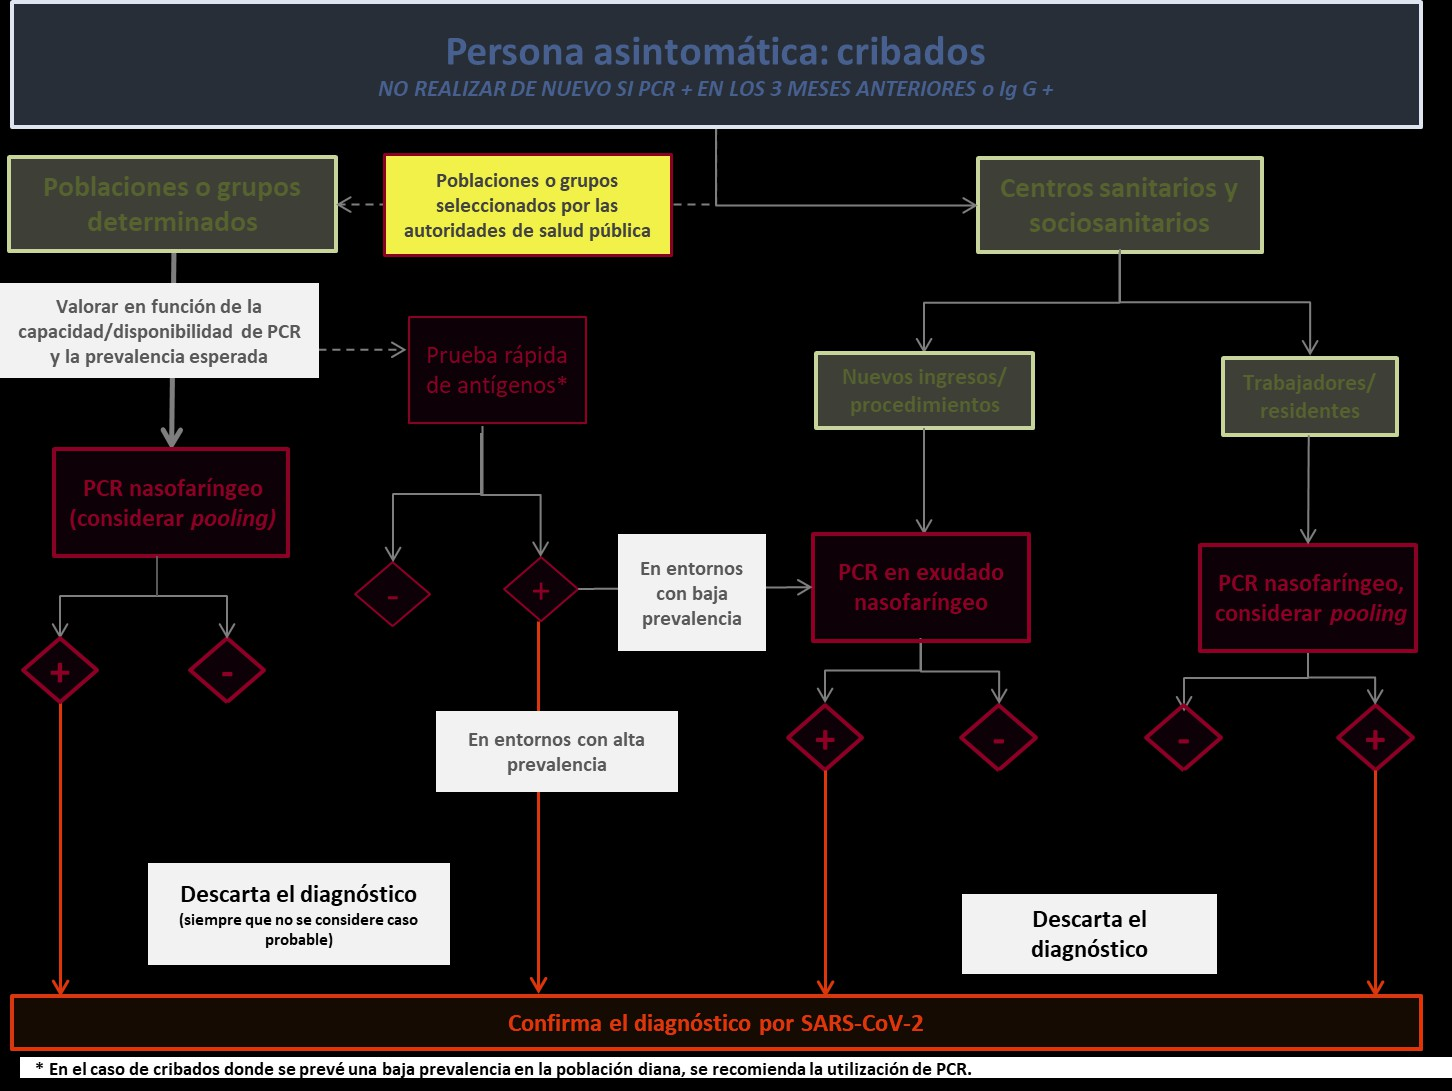 Persona asintomática: cribados
NO REALIZAR DE NUEVO SI PCR + EN LOS 3 MESES ANTERIORES o Ig G +
Poblaciones o grupos
determinados
Poblaciones o grupos
seleccionados por las
autoridades de salud pública
Centros sanitarios y
sociosanitarios
Valorar en función de la
capacidad/disponibilidad de PCR
y la prevalencia esperada
Prueba rápida
de antígenos*
Nuevos ingresos/
procedimientos
Trabajadores/
residentes
PCR nasofaríngeo
(considerar pooling)
En entornos
con baja
prevalencia
PCR en exudado
nasofaríngeo
PCR nasofaríngeo,
considerar pooling
-
+
+
-
En entornos con alta
prevalencia
+
-
-
+
Descarta el diagnóstico
(siempre que no se considere caso
probable)
Descarta el
diagnóstico
Confirma el diagnóstico por SARS-CoV-2
* En el caso de cribados donde se prevé una baja prevalencia en la población diana, se recomienda la utilización de PCR.